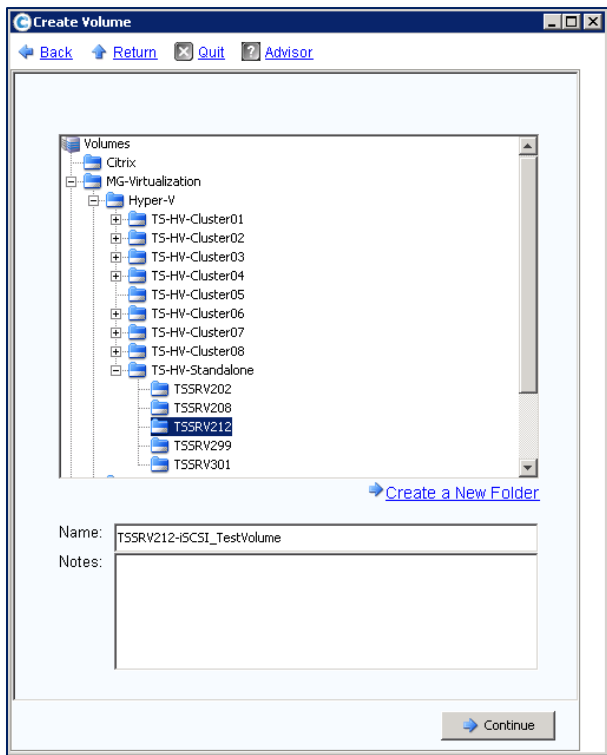 Create Volume
Back Return Quit Advisor
Volumes
Citrix
MG-Virtualization
Hyper-V
TS-HV-Cluster01
TS-HV-Cluster02
TS-HV-Cluster03
TS-HV-Cluster04
TS-HV-Cluster05
TS-HV-Cluster06
TS-HV-Cluster07
TS-HV-Cluster08
TS-HV-Standalone
TSSRV202
TSSRV208
TSSRV212
TSSRV299
TSSRV301
Create a New Folder
Name: TSSRV212-iSCSI_TestVolume
Notes:
Continue